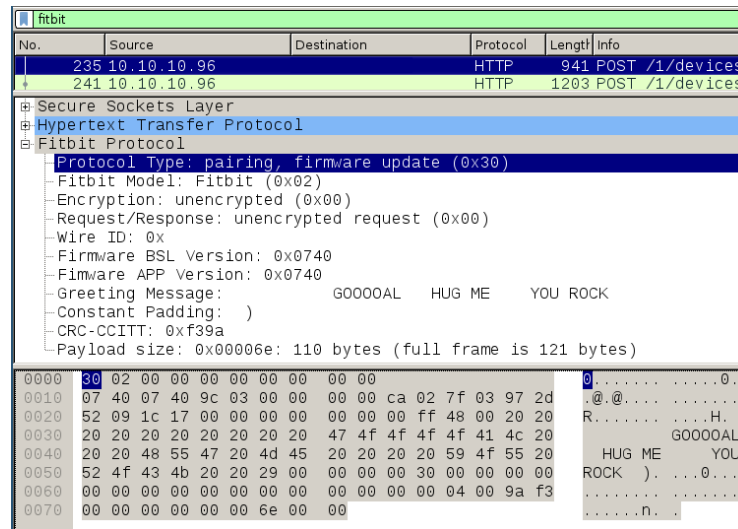 fitbit
No. Source Destination Protocol Length Info
235 10.10.10.96 HTTP 941 POST /1/devices
241 10.10.10.96 HTTP 1203 POST /1/devices
Secure Sockets Layer
Hypertext Transfer Protocol
Fitbit Protocol
Protocol Type: pairing, firmware update (0x30)
Fitbit Model: Fitbit (0x02)
Encryption: unencrypted (0x00)
Request/Response: unencrypted request (0x00)
Wire ID: 0x
Firmware BSL Version: 0x0740
Fimware APP Version: 0x0740
Greeting Message: GOOOOAL HUG ME YOU ROCK
Constant Padding: )
CRC-CCITT: 0xf39a
Payload size: 0x00006e: 110 bytes (full frame is 121 bytes)
0000 30 02 00 00 00 00 00 00 00 00 0....... .....0.
0010 07 40 07 40 9c 03 00 00 00 00 ca 02 7f 03 97 2d .@.@.... .......
0020 52 09 1c 17 00 00 00 00 00 00 00 ff 48 00 20 20 R....... ....H.
0030 20 20 20 20 20 20 20 20 47 4f 4f 4f 4f 41 4c 20 GOOOOAL
0040 20 20 48 55 47 20 4d 45 20 20 20 20 59 4f 55 20 HUG ME YOU
0050 52 4f 43 4b 20 20 29 00 00 00 00 30 00 00 00 00 ROCK ). ...0...
0060 00 00 00 00 00 00 00 00 00 00 00 00 04 00 9a f3 ........ .......
0070 00 00 00 00 00 00 6e 00 00 ......n. .